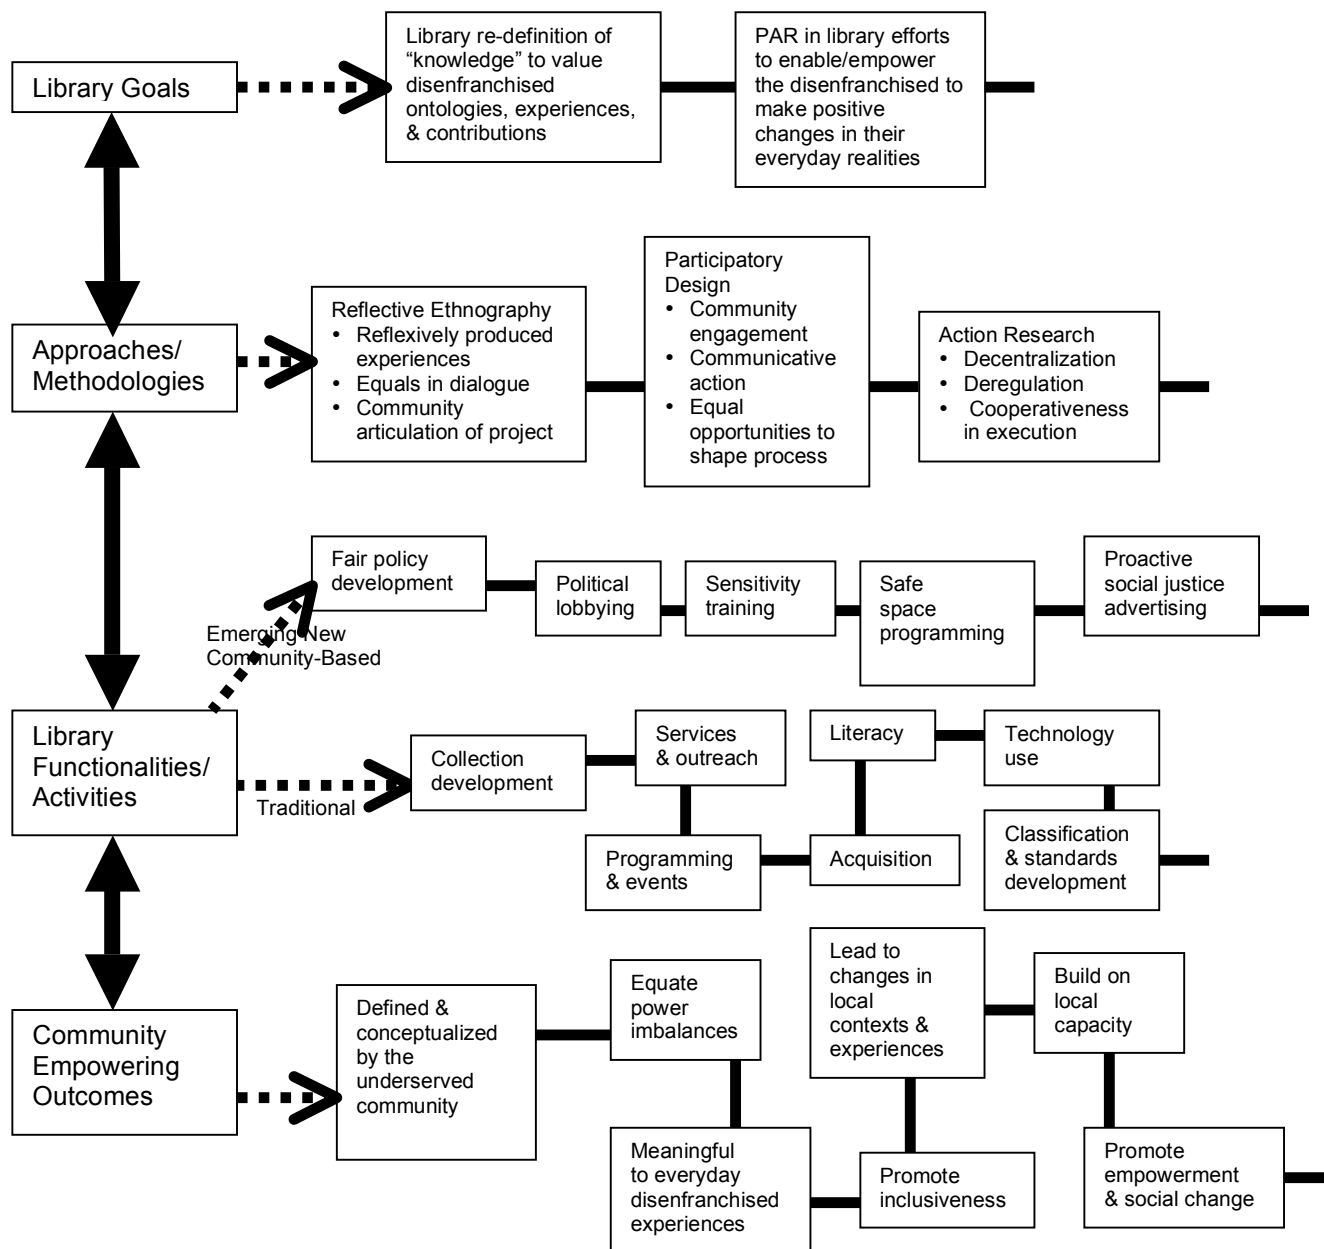 Library Goals
Library re-definition of
“knowledge” to value
disenfranchised
ontologies, experiences,
& contributions
PAR in library efforts
to enable/empower
the disenfranchised to
make positive
changes in their
everyday realities
Approaches/
Methodologies
Reflective Ethnography
• Reflexively produced
experiences
• Equals in dialogue
• Community
articulation of project
Participatory
Design
• Community
engagement
• Communicative
action
• Equal
opportunities to
shape process
Action Research
• Decentralization
• Deregulation
• Cooperativeness
in execution
Library
Functionalities/
Activities
Emerging New
Community-Based
Fair policy
development
Political
lobbying
Sensitivity
training
Safe
space
programming
Proactive
social justice
advertising
Traditional
Collection
development
Services
& outreach
Programming
& events
Acquisition
Literacy
Technology
use
Classification
& standards
development
Community
Empowering
Outcomes
Defined &
conceptualized
by the
underserved
community
Equate
power
imbalances
Meaningful
to everyday
disenfranchised
experiences
Promote
inclusiveness
Lead to
changes in
local
contexts &
experiences
Build on
local
capacity
Promote
empowerment
& social change